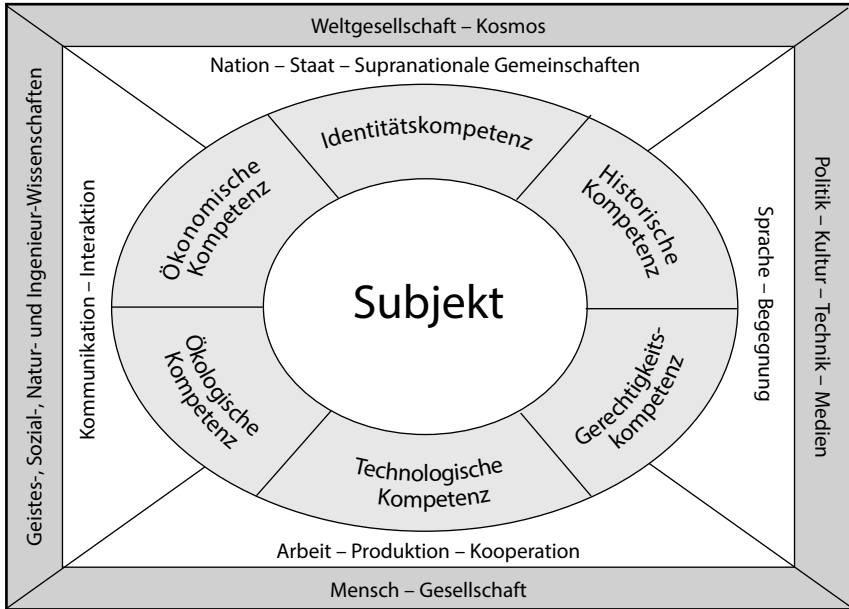 Weltgesellschaft – Kosmos
Nation – Staat – Supranationale Gemeinschaften
Geistes-, Sozial-, Natur- und Ingenieur-Wissenschaften
Kommunikation – Interaktion
Ökonomische
Kompetenz
Identitätskompetenz
Historische
Kompetenz
Subjekt
Ökologische
Kompetenz
Technologische
Kompetenz
Gerechtigkeits-
kompetenz
Sprache – Begegnung
Politik – Kultur – Technik – Medien
Arbeit – Produktion – Kooperation
Mensch – Gesellschaft